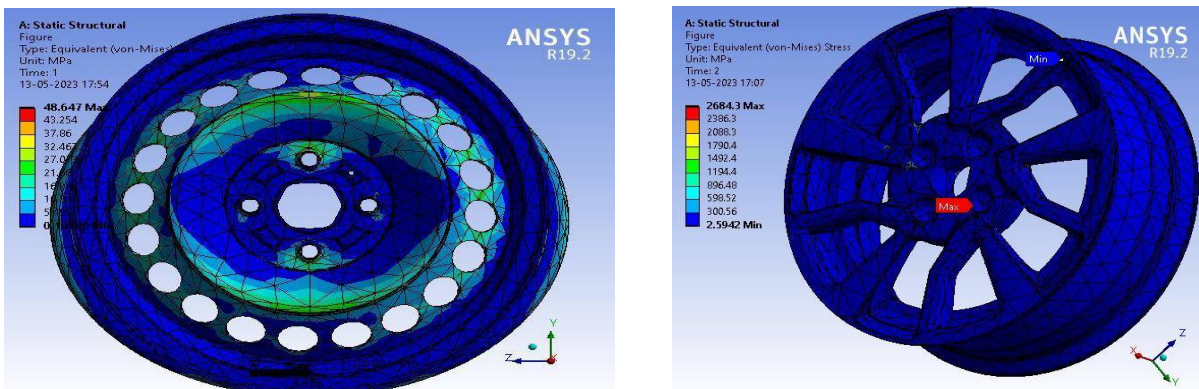 A: Static Structural
Figure
Type: Equivalent (von-Mises)
Unit: MPa
Time: 1
13-05-2023 17:54
48.647 Max
43.254
37.86
32.467
ANSYS
R19.2
Y
Z
X
A: Static Structural
Figure
Type: Equivalent (von-Mises) Stress
Unit: MPa
Time: 2
13-05-2023 17:07
2684.3 Max
2386.3
2088.3
1790.4
1492.4
1194.4
896.48
598.52
300.56
2.5942 Min
ANSYS
R19.2
Min
Max
X
Z
Y